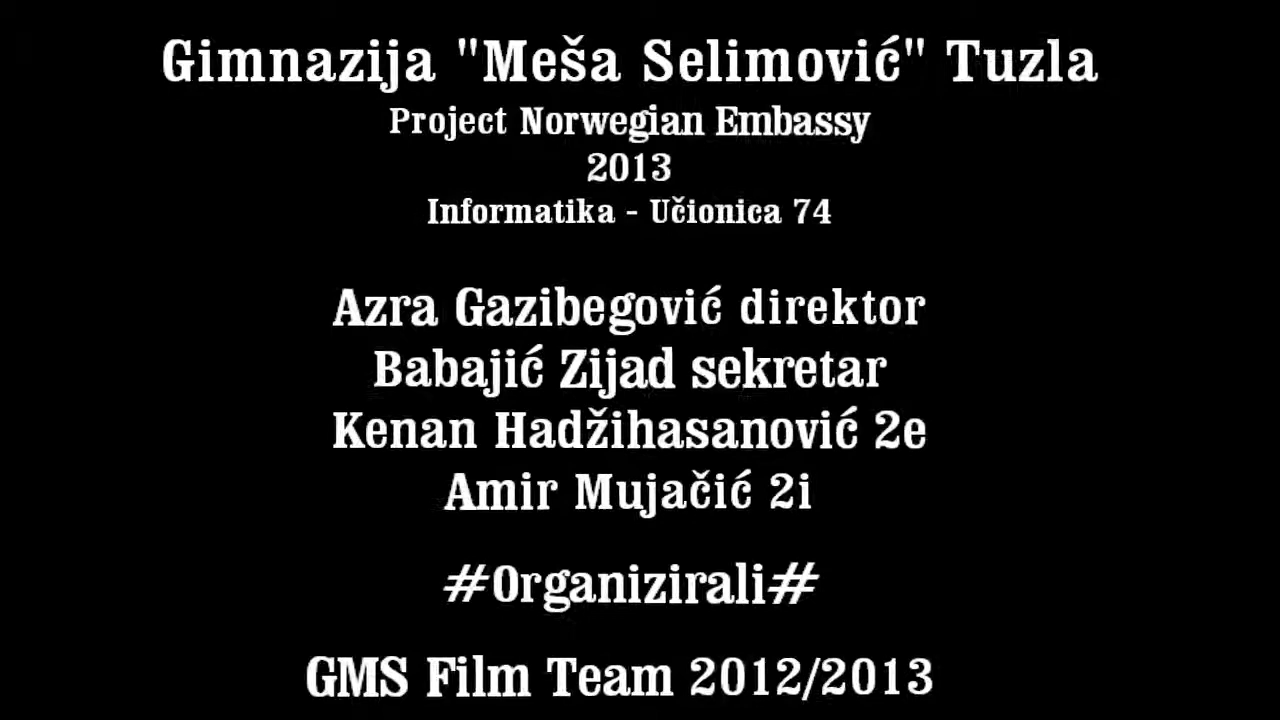 Gimnazija "Meša Selimović" Tuzla
Project Norwegian Embassy
2013
Informatika - Učionica 74
Azra Gazibegović direktor
Babajić Zijad sekretar
Kenan Hadžihasanović 2e
Amir Mujačić 2i
#Organizirali#
GMS Film Team 2012/2013